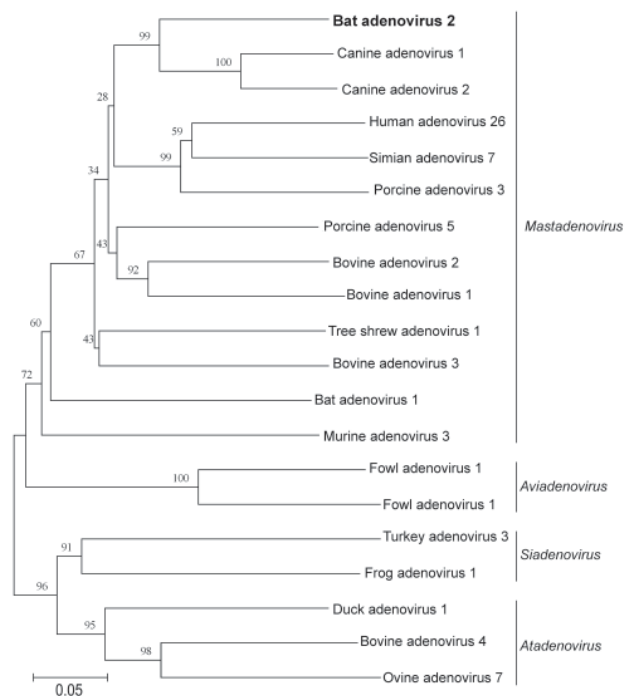 Bat adenovirus 2
99
Canine adenovirus 1
100
Canine adenovirus 2
28
Human adenovirus 26
59
Simian adenovirus 7
99
Porcine adenovirus 3
34
Mastadenovirus
Porcine adenovirus 5
43
Bovine adenovirus 2
67
92
Bovine adenovirus 1
Tree shrew adenovirus 1
60
43
Bovine adenovirus 3
72
Bat adenovirus 1
Murine adenovirus 3
Fowl adenovirus 1
100
Aviadenovirus
Fowl adenovirus 1
Turkey adenovirus 3
91
Siadenovirus
Frog adenovirus 1
96
Duck adenovirus 1
95
Bovine adenovirus 4
Atadenovirus
98
Ovine adenovirus 7
0.05